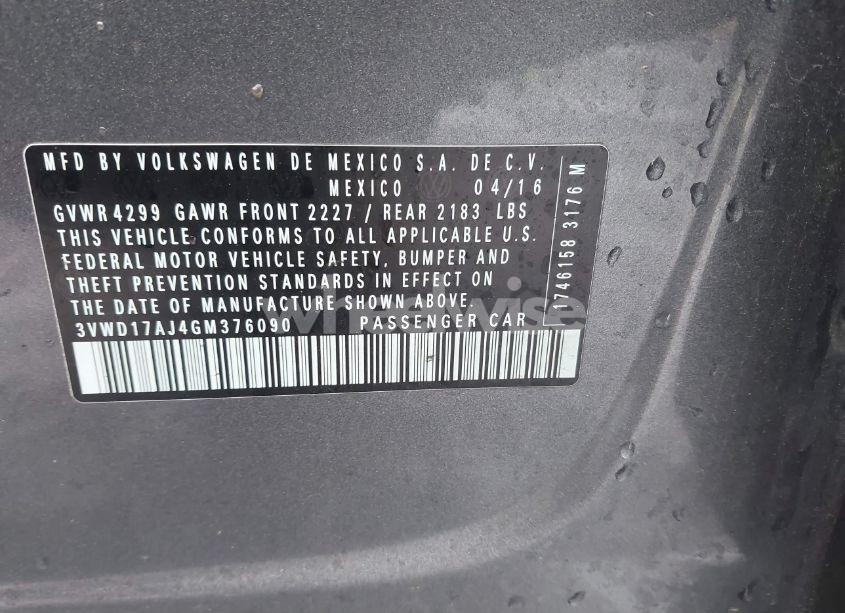 MFD BY VOLKSWAGEN DE MEXICO S.A. DE C.V.
MEXICO 04/16
GVWR 4299 GAWR FRONT 2227 / REAR 2183 LBS
THIS VEHICLE CONFORMS TO ALL APPLICABLE U.S.
FEDERAL MOTOR VEHICLE SAFETY, BUMPER AND
THEFT PREVENTION STANDARDS IN EFFECT ON
THE DATE OF MANUFACTURE SHOWN ABOVE.
3VWD17AJ4GM376090 PASSENGER CAR
1746158 3176 M
wheelwise